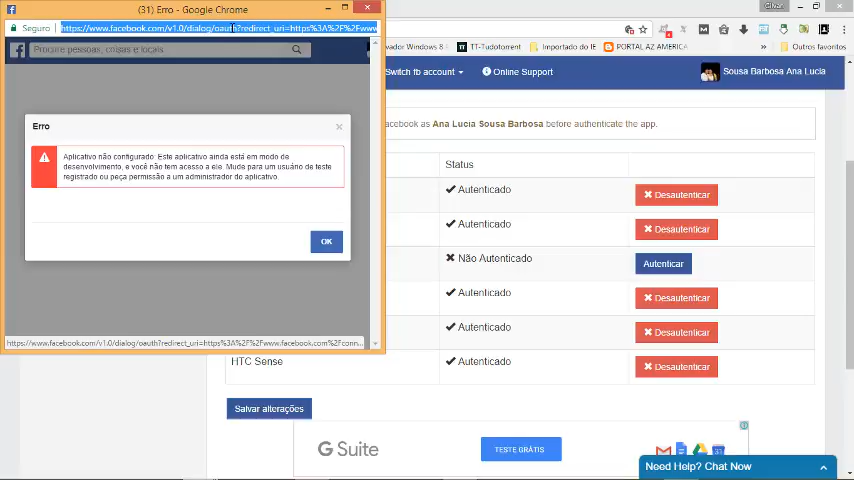 (31) Erro - Google Chrome
Gilvan
Seguro
https://www.facebook.com/v1.0/dialog/oauth?redirect_uri=https%3A%2F%2Fwww
Procure pessoas, coisas e locais
Windows 8
TT-Tudotorrent
Importado do IE
PORTAL AZ AMERICA
Outros favoritos
Switch fb account
Online Support
Sousa Barbosa Ana Lucia
Erro
Aplicativo não configurado: Este aplicativo ainda está em modo de
desenvolvimento, e você não tem acesso a ele. Mude para um usuário de teste
registrado ou peça permissão a um administrador do aplicativo.
OK
https://www.facebook.com/v1.0/dialog/oauth?redirect_uri=https%3A%2F%2Fwww.facebook.com%2Fconn...
facebook as Ana Lucia Sousa Barbosa before authenticate the app.
Status
Autenticado
Desautenticar
Autenticado
Desautenticar
Não Autenticado
Autenticar
Autenticado
Desautenticar
Autenticado
Desautenticar
HTC Sense
Autenticado
Desautenticar
Salvar alterações
G Suite
TESTE GRÁTIS
Need Help? Chat Now